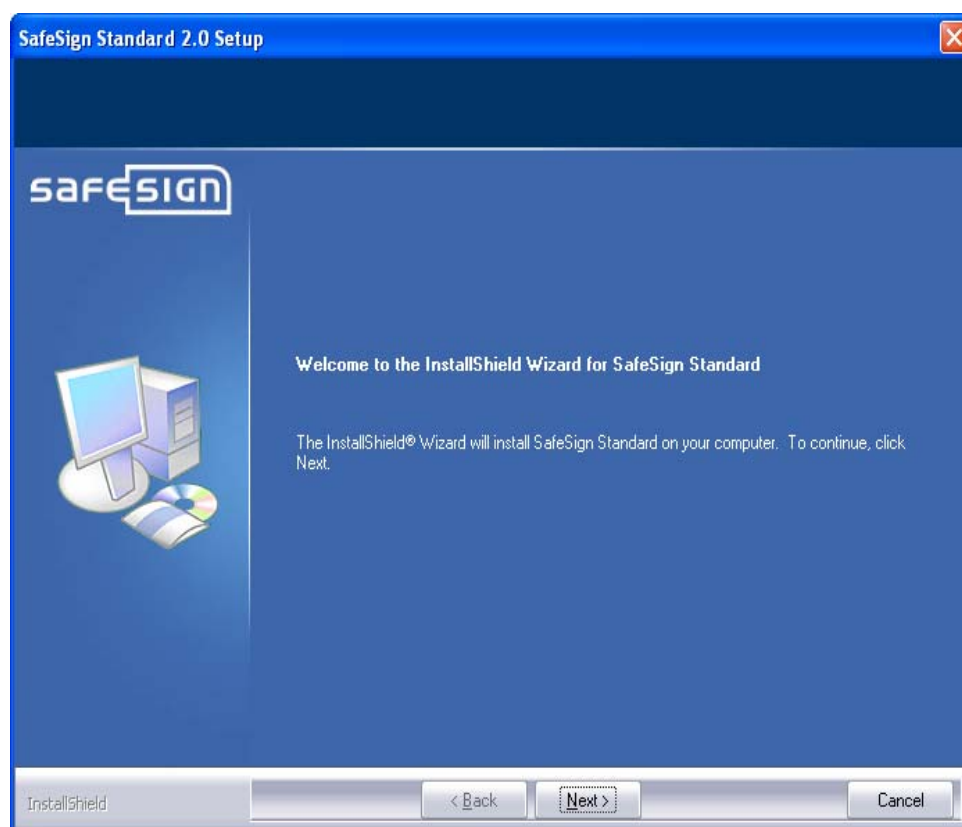 SafeSign Standard 2.0 Setup
safesign
Welcome to the InstallShield Wizard for SafeSign Standard
The InstallShield® Wizard will install SafeSign Standard on your computer. To continue, click
Next.
InstallShield
< Back
Next >
Cancel